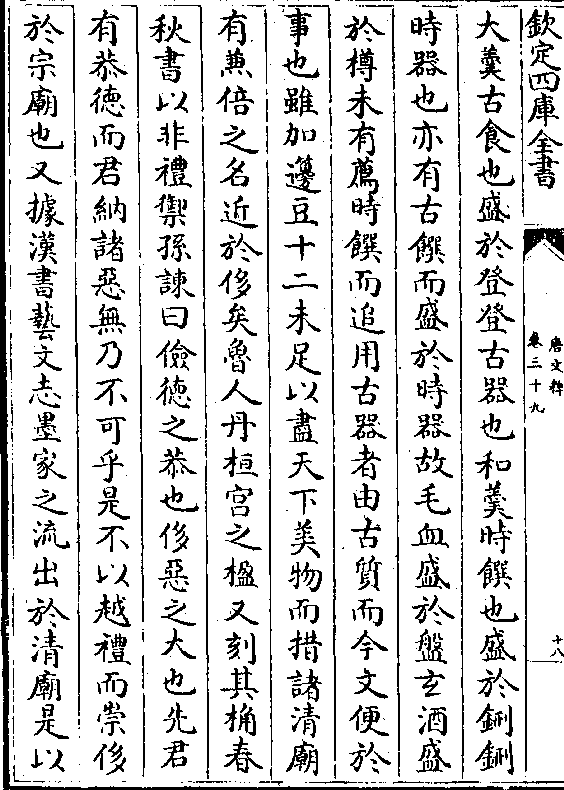 欽定四庫全書
唐文粹
卷三十九
十八
大羹古食也盛於登登古器也和羹時饌也盛於鉶鉶
時器也亦有古饌而盛於時器故毛血盛於盤玄酒盛
於樽未有薦時饌而追用古器者由古質而今文便於
事也雖加籩豆十二未足以盡天下美物而措諸清廟
有兼倍之名近於侈矣魯人丹桓宮之楹又刻其桷春
秋書以非禮禦孫諫曰儉德之恭也侈惡之大也先君
有恭德而君納諸惡無乃不可乎是不以越禮而崇侈
於宗廟也又據漢書藝文志墨家之流出於清廟是以